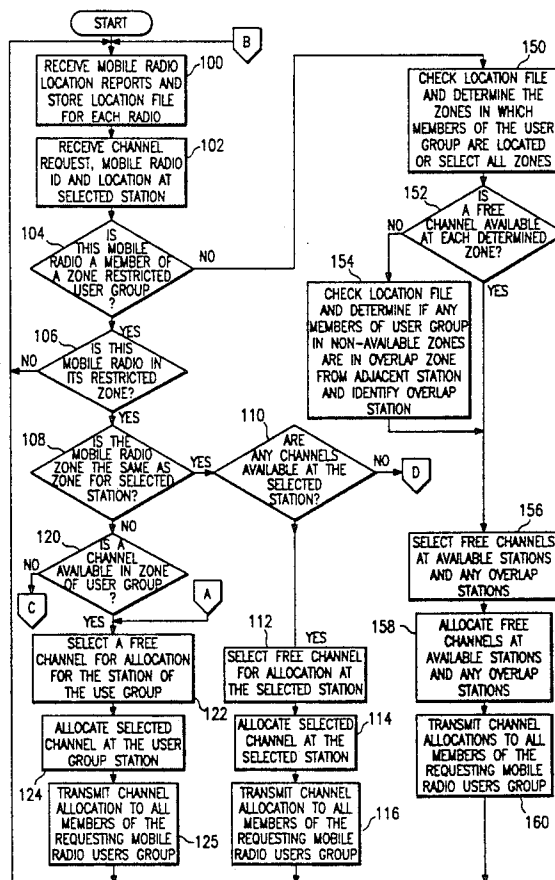 START
B
RECEIVE MOBILE RADIO
LOCATION REPORTS AND
STORE LOCATION FILE
FOR EACH RADIO
100
RECEIVE CHANNEL
REQUEST, MOBILE RADIO
ID AND LOCATION AT
SELECTED STATION
102
104
IS
THIS MOBILE
RADIO A MEMBER OF
A ZONE RESTRICTED
USER GROUP
?
NO
YES
106
IS THIS
MOBILE RADIO IN
ITS RESTRICTED
ZONE?
NO
YES
108
IS THE
MOBILE RADIO
ZONE THE SAME AS
ZONE FOR SELECTED
STATION?
YES
NO
110
ARE
ANY CHANNELS
AVAILABLE AT THE
SELECTED
STATION?
NO
D
YES
120
IS A
CHANNEL
AVAILABLE IN ZONE
OF USER GROUP
?
NO
C
YES
A
SELECT A FREE
CHANNEL FOR ALLOCATION
FOR THE STATION OF
THE USE GROUP
122
ALLOCATE SELECTED
CHANNEL AT THE USER
GROUP STATION
124
TRANSMIT CHANNEL
ALLOCATION TO ALL
MEMBERS OF THE
REQUESTING MOBILE
RADIO USERS GROUP
125
112
SELECT FREE CHANNEL
FOR ALLOCATION AT
THE SELECTED STATION
ALLOCATE SELECTED
CHANNEL AT THE
SELECTED STATION
114
TRANSMIT CHANNEL
ALLOCATION TO ALL
MEMBERS OF THE
REQUESTING MOBILE
RADIO USERS GROUP
116
150
CHECK LOCATION FILE
AND DETERMINE THE
ZONES IN WHICH
MEMBERS OF THE USER
GROUP ARE LOCATED
OR SELECT ALL ZONES
152
IS
A FREE
CHANNEL AVAILABLE
AT EACH DETERMINED
ZONE?
NO
YES
154
CHECK LOCATION FILE
AND DETERMINE IF ANY
MEMBERS OF USER GROUP
IN NON-AVAILABLE ZONES
ARE IN OVERLAP ZONE
FROM ADJACENT STATION
AND IDENTIFY OVERLAP
STATION
156
SELECT FREE CHANNELS
AT AVAILABLE STATIONS
AND ANY OVERLAP
STATIONS
158
ALLOCATE FREE
CHANNELS AT
AVAILABLE STATIONS
AND ANY OVERLAP
STATIONS
TRANSMIT CHANNEL
ALLOCATIONS TO ALL
MEMBERS OF THE
REQUESTING MOBILE
RADIO USERS GROUP
160